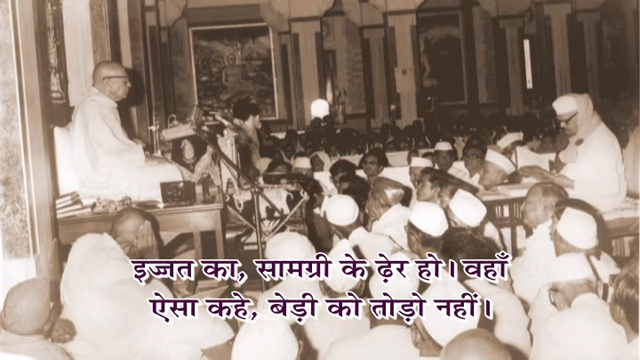 इज्जत का, सामग्री के ढ़ेर हो। वहाँ
ऐसा कहे, बेड़ी को तोड़ो नहीं।